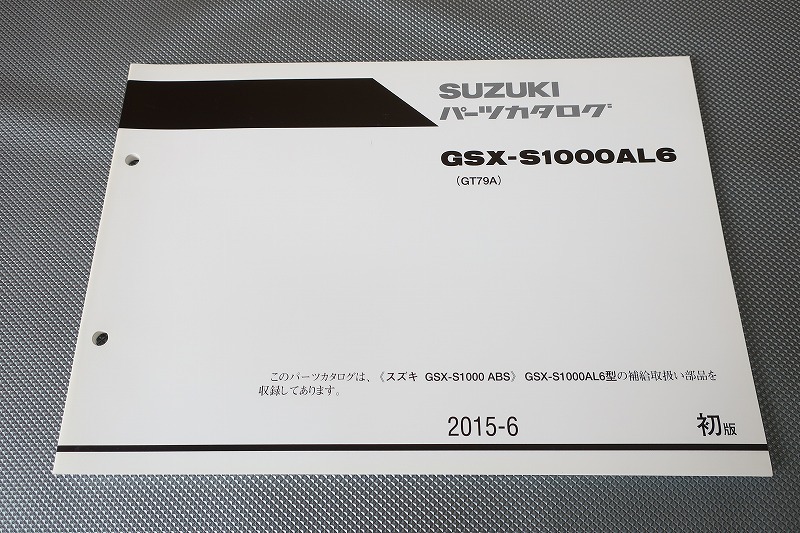 SUZUKI
パーツカタログ
GSX-S1000AL6
(GT79A)
このパーツカタログは、《スズキ GSX-S1000 ABS》 GSX-S1000AL6型の補給取扱い部品を
収録してあります。
2015-6 初版